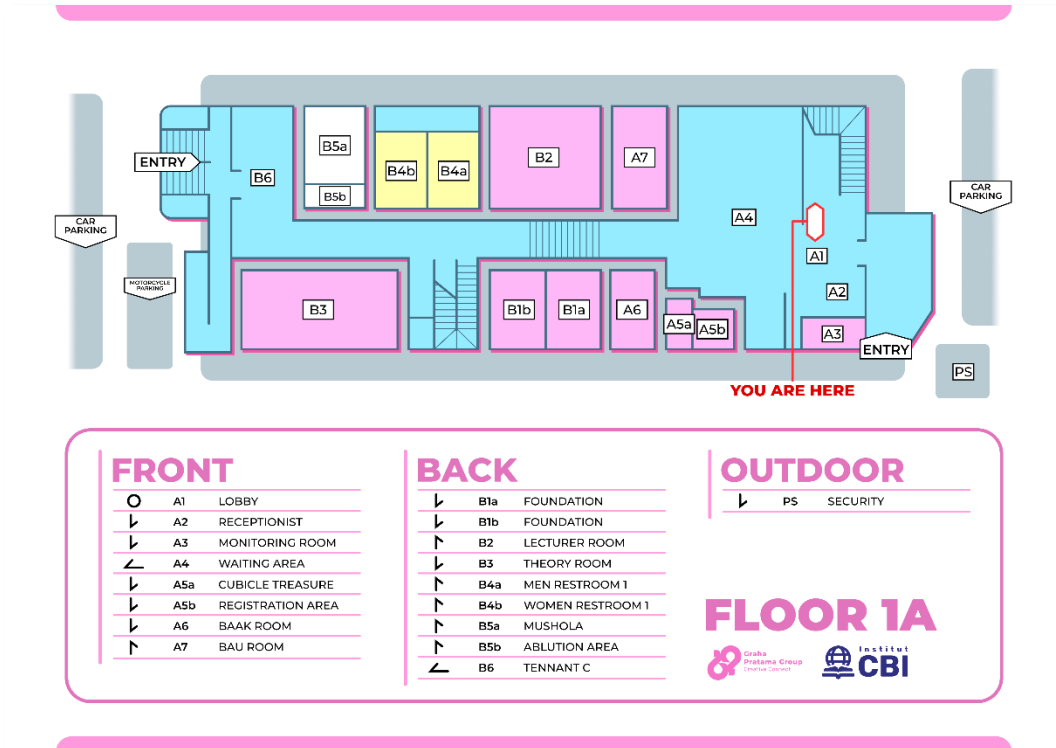 ENTRY
B6
B5a
B5b
B4b
B4a
B2
A7
A4
A1
A2
A3
ENTRY
CAR
PARKING
CAR
PARKING
MOTORCYCLE
PARKING
B3
B1b
B1a
A6
A5a
A5b
PS
YOU ARE HERE
FRONT
A1 LOBBY
A2 RECEPTIONIST
A3 MONITORING ROOM
A4 WAITING AREA
A5a CUBICLE TREASURE
A5b REGISTRATION AREA
A6 BAAK ROOM
A7 BAU ROOM
BACK
B1a FOUNDATION
B1b FOUNDATION
B2 LECTURER ROOM
B3 THEORY ROOM
B4a MEN RESTROOM 1
B4b WOMEN RESTROOM 1
B5a MUSHOLA
B5b ABLUTION AREA
B6 TENNANT C
OUTDOOR
PS SECURITY
FLOOR 1A
Graha
Pratama Group
Creative Connect
Institut
CBI